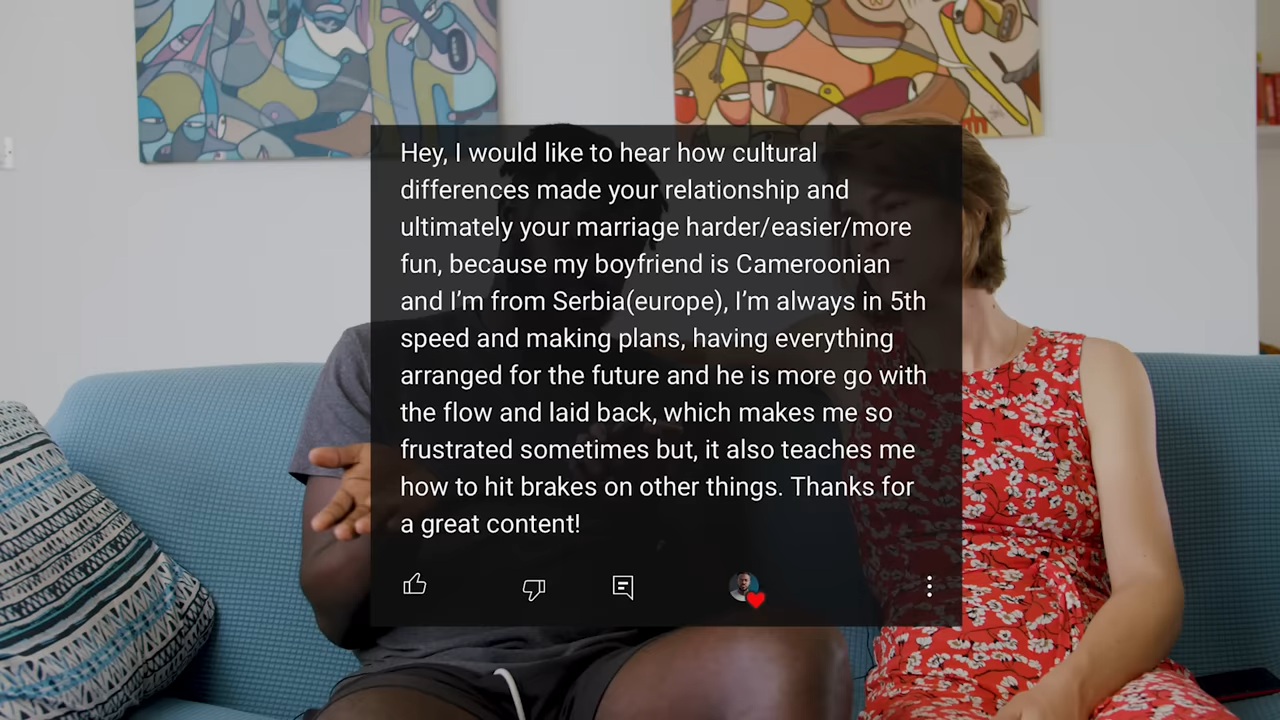 Hey, I would like to hear how cultural
differences made your relationship and
ultimately your marriage harder/easier/more
fun, because my boyfriend is Cameroonian
and I’m from Serbia(europe), I’m always in 5th
speed and making plans, having everything
arranged for the future and he is more go with
the flow and laid back, which makes me so
frustrated sometimes but, it also teaches me
how to hit brakes on other things. Thanks for
a great content!